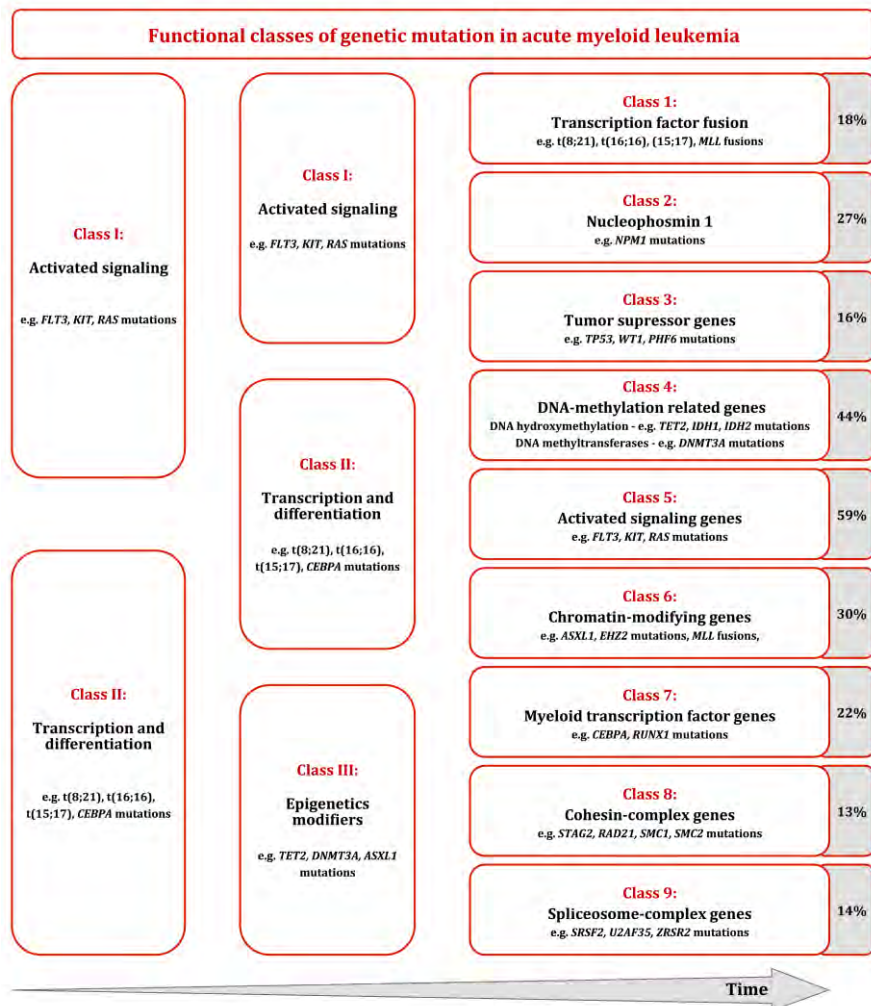 Functional classes of genetic mutation in acute myeloid leukemia
Class I:
Activated signaling
e.g. FLT3, KIT, RAS mutations
Class II:
Transcription and
differentiation
e.g. t(8;21), t(16;16),
t(15;17), CEBPA mutations
Class I:
Activated signaling
e.g. FLT3, KIT, RAS mutations
Class II:
Transcription and
differentiation
e.g. t(8;21), t(16;16),
t(15;17), CEBPA mutations
Class III:
Epigenetics
modifiers
e.g. TET2, DNMT3A, ASXL1
mutations
Class 1:
Transcription factor fusion
e.g. t(8;21), t(16;16), (15;17), MLL fusions
18%
Class 2:
Nucleophosmin 1
e.g. NPM1 mutations
27%
Class 3:
Tumor supressor genes
e.g. TP53, WT1, PHF6 mutations
16%
Class 4:
DNA-methylation related genes
DNA hydroxymethylation - e.g. TET2, IDH1, IDH2 mutations
DNA methyltransferases - e.g. DNMT3A mutations
44%
Class 5:
Activated signaling genes
e.g. FLT3, KIT, RAS mutations
59%
Class 6:
Chromatin-modifying genes
e.g. ASXL1, EHZ2 mutations, MLL fusions,
30%
Class 7:
Myeloid transcription factor genes
e.g. CEBPA, RUNX1 mutations
22%
Class 8:
Cohesin-complex genes
e.g. STAG2, RAD21, SMC1, SMC2 mutations
13%
Class 9:
Spliceosome-complex genes
e.g. SRSF2, U2AF35, ZRSR2 mutations
14%
Time